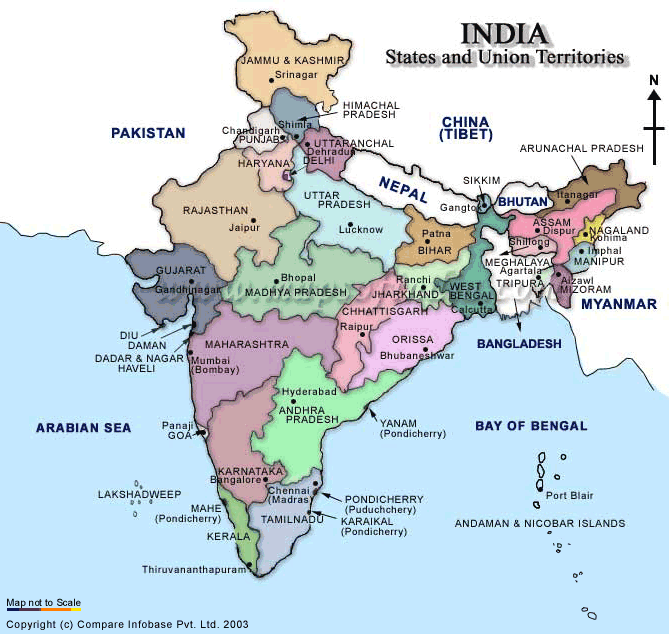 INDIA
States and Union Territories
JAMMU & KASHMIR
Srinagar
N
HIMACHAL
PRADESH
Shimla
CHINA
(TIBET)
PAKISTAN
Chandigarh
PUNJAB
UTTARANCHAL
Dehradun
HARYANA
DELHI
ARUNACHAL PRADESH
Itanagar
NEPAL
SIKKIM
Gangtok
BHUTAN
UTTAR
PRADESH
Lucknow
RAJASTHAN
Jaipur
Patna
BIHAR
ASSAM
Dispur
NAGALAND
Kohima
Shillong
MEGHALAYA
Imphal
MANIPUR
Agartala
TRIPURA
Aizawl
MIZORAM
MYANMAR
GUJARAT
Gandhinagar
Bhopal
MADHYA PRADESH
Ranchi
JHARKHAND
WEST
BENGAL
Calcutta
CHHATTISGARH
Raipur
BANGLADESH
DIU
DAMAN
DADAR & NAGAR
HAVELI
MAHARASHTRA
Mumbai
(Bombay)
ORISSA
Bhubaneshwar
Hyderabad
ANDHRA
PRADESH
YANAM
(Pondicherry)
ARABIAN SEA
Panaji
GOA
BAY OF BENGAL
KARNATAKA
Bangalore
Chennai
(Madras)
LAKSHADWEEP
MAHE
(Pondicherry)
PONDICHERRY
(Puduchery)
KARAIKAL
(Pondicherry)
TAMILNADU
KERALA
Thiruvananthapuram
Port Blair
ANDAMAN & NICOBAR ISLANDS
Map not to Scale
Copyright (c) Compare Infobase Pvt. Ltd. 2003